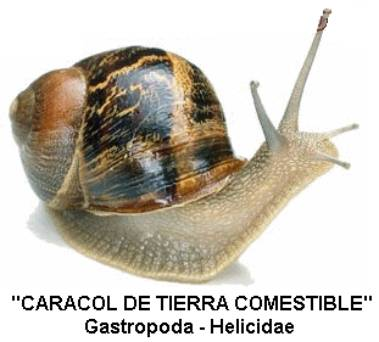 "CARACOL DE TIERRA COMESTIBLE"
Gastropoda - Helicidae